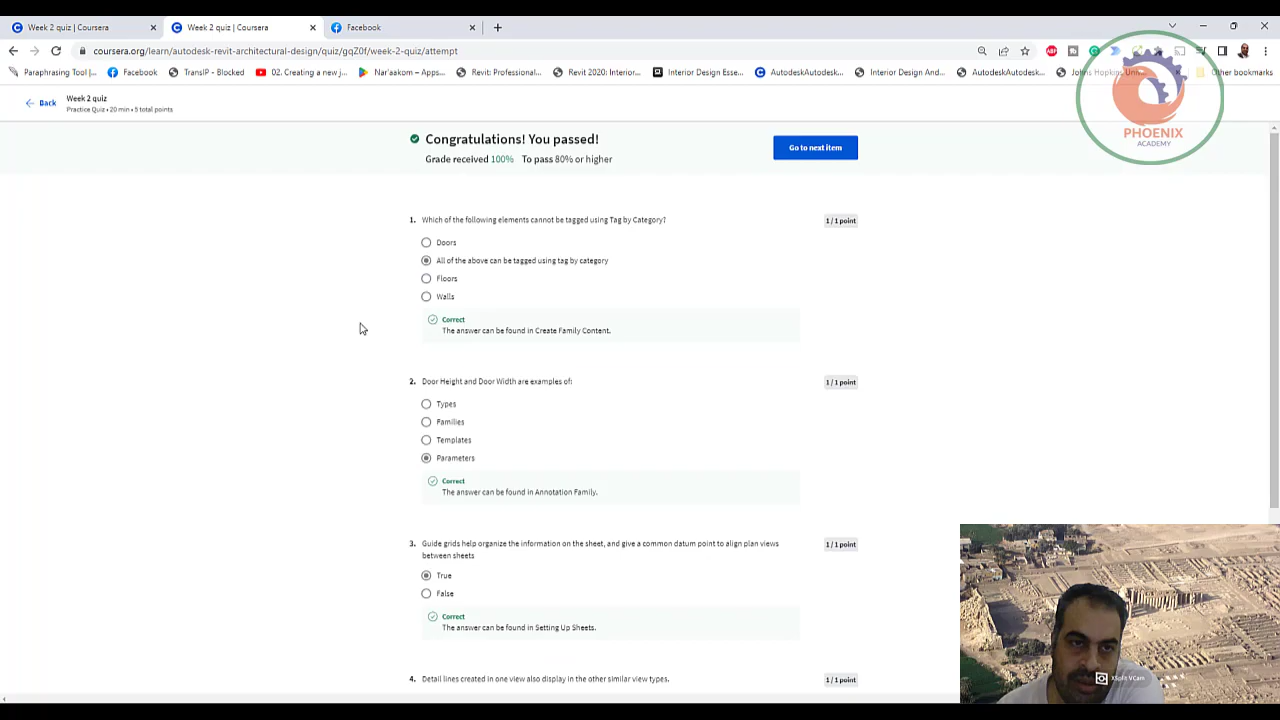 Week 2 quiz | Coursera
Week 2 quiz | Coursera
Facebook
coursera.org/learn/autodesk-revit-architectural-design/quiz/gqZ0f/week-2-quiz/attempt
Paraphrasing Tool |...
Facebook
TransIP - Blocked
02. Creating a new j...
Nar'aakom – Apps...
Revit: Professional...
Revit 2020: Interior...
Interior Design Esse...
AutodeskAutodesk...
Interior Design And...
AutodeskAutodesk...
Johns Hopkins
Other bookmarks
Back
Week 2 quiz
Practice Quiz • 20 min • 5 total points
PHOENIX
ACADEMY
Congratulations! You passed!
Grade received 100% To pass 80% or higher
Go to next item
1. Which of the following elements cannot be tagged using Tag by Category?
1 / 1 point
Doors
All of the above can be tagged using tag by category
Floors
Walls
Correct
The answer can be found in Create Family Content.
2. Door Height and Door Width are examples of:
1 / 1 point
Types
Families
Templates
Parameters
Correct
The answer can be found in Annotation Family.
3. Guide grids help organize the information on the sheet, and give a common datum point to align plan views
between sheets
1 / 1 point
True
False
Correct
The answer can be found in Setting Up Sheets.
4. Detail lines created in one view also display in the other similar view types.
1 / 1 point
XSplit VCam